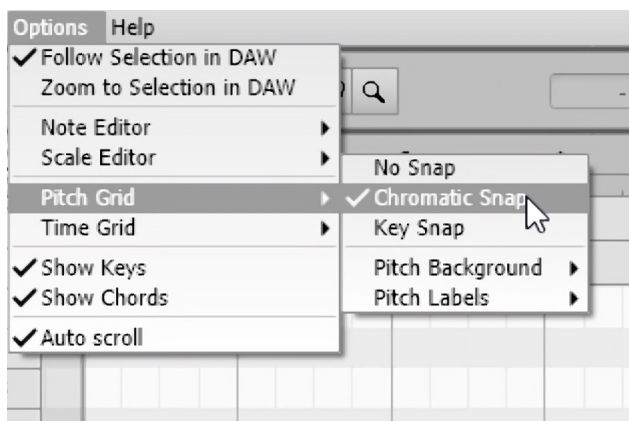 Options Help
Follow Selection in DAW
Zoom to Selection in DAW
Note Editor
Scale Editor
Pitch Grid
Time Grid
Show Keys
Show Chords
Auto scroll
No Snap
Chromatic Snap
Key Snap
Pitch Background
Pitch Labels